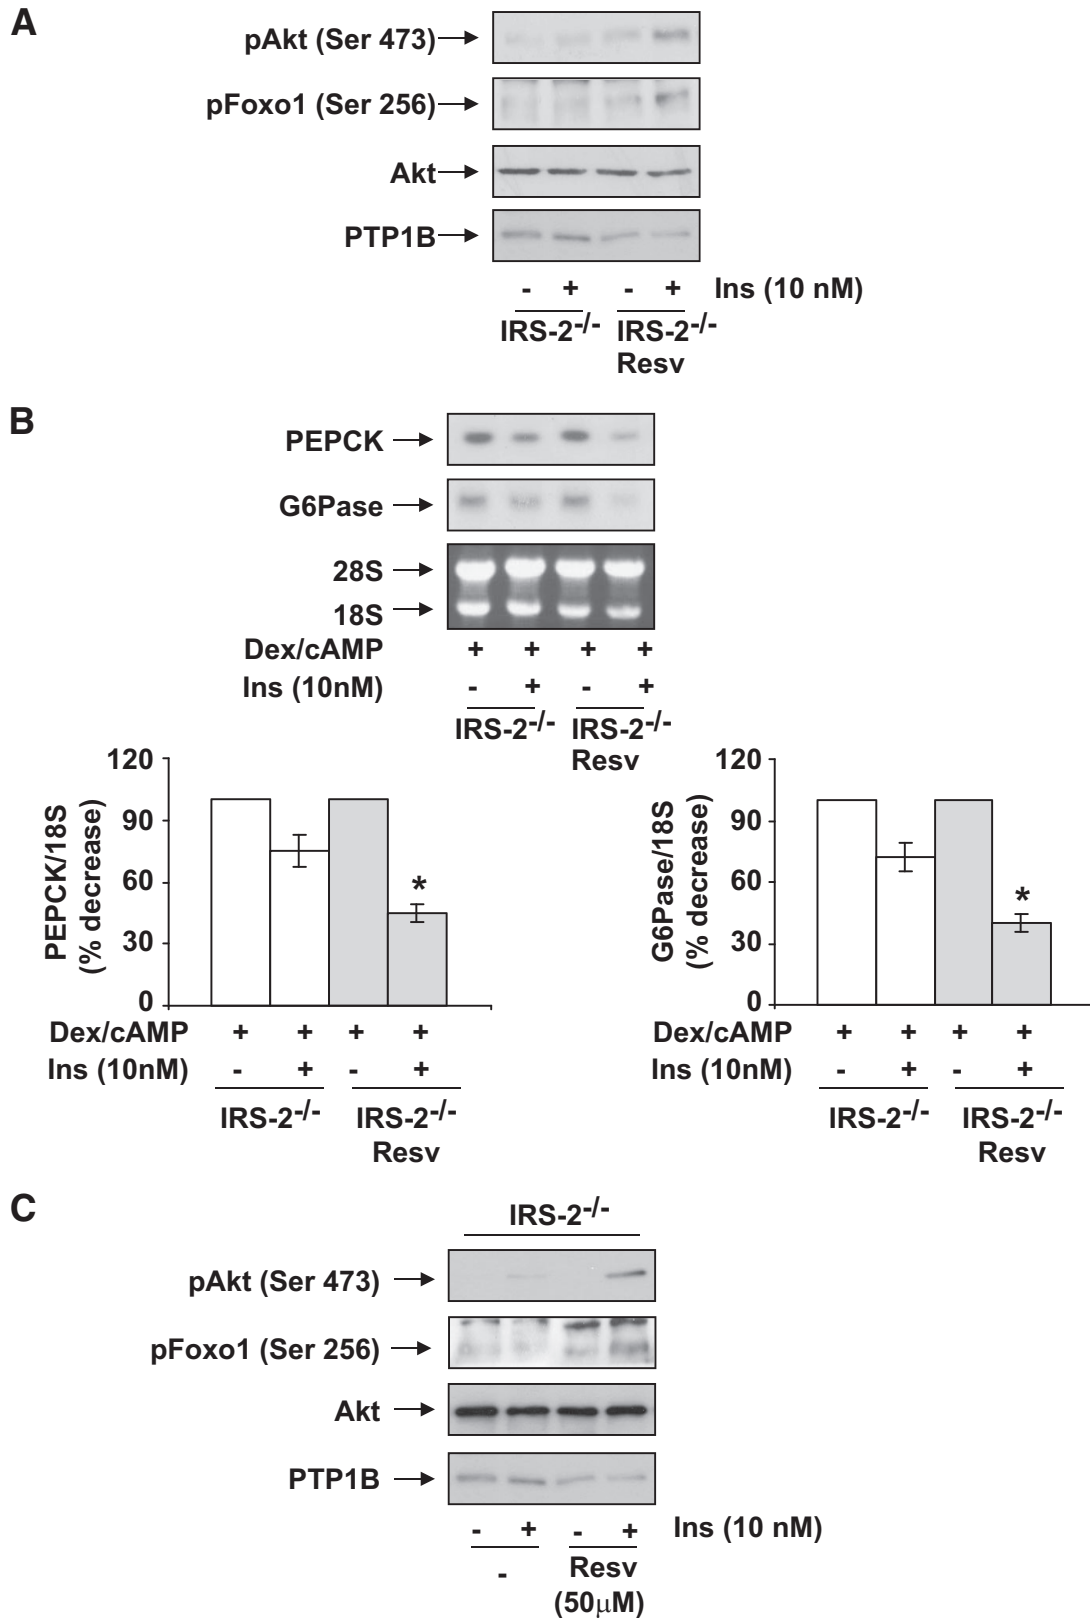 A
pAkt (Ser 473)
pFoxo1 (Ser 256)
Akt
PTP1B
- + - + Ins (10 nM)
IRS-2-/- IRS-2-/-
Resv
B
PEPCK
G6Pase
28S
18S
Dex/cAMP + + + +
Ins (10nM) - + - +
IRS-2-/- IRS-2-/-
Resv
PEPCK/18S
(% decrease)
120
90
60
30
0
*
Dex/cAMP + + + +
Ins (10nM) - + - +
IRS-2-/- IRS-2-/-
Resv
G6Pase/18S
(% decrease)
120
90
60
30
0
*
Dex/cAMP + + + +
Ins (10nM) - + - +
IRS-2-/- IRS-2-/-
Resv
C
IRS-2-/-
pAkt (Ser 473)
pFoxo1 (Ser 256)
Akt
PTP1B
- + - + Ins (10 nM)
- Resv
(50μM)